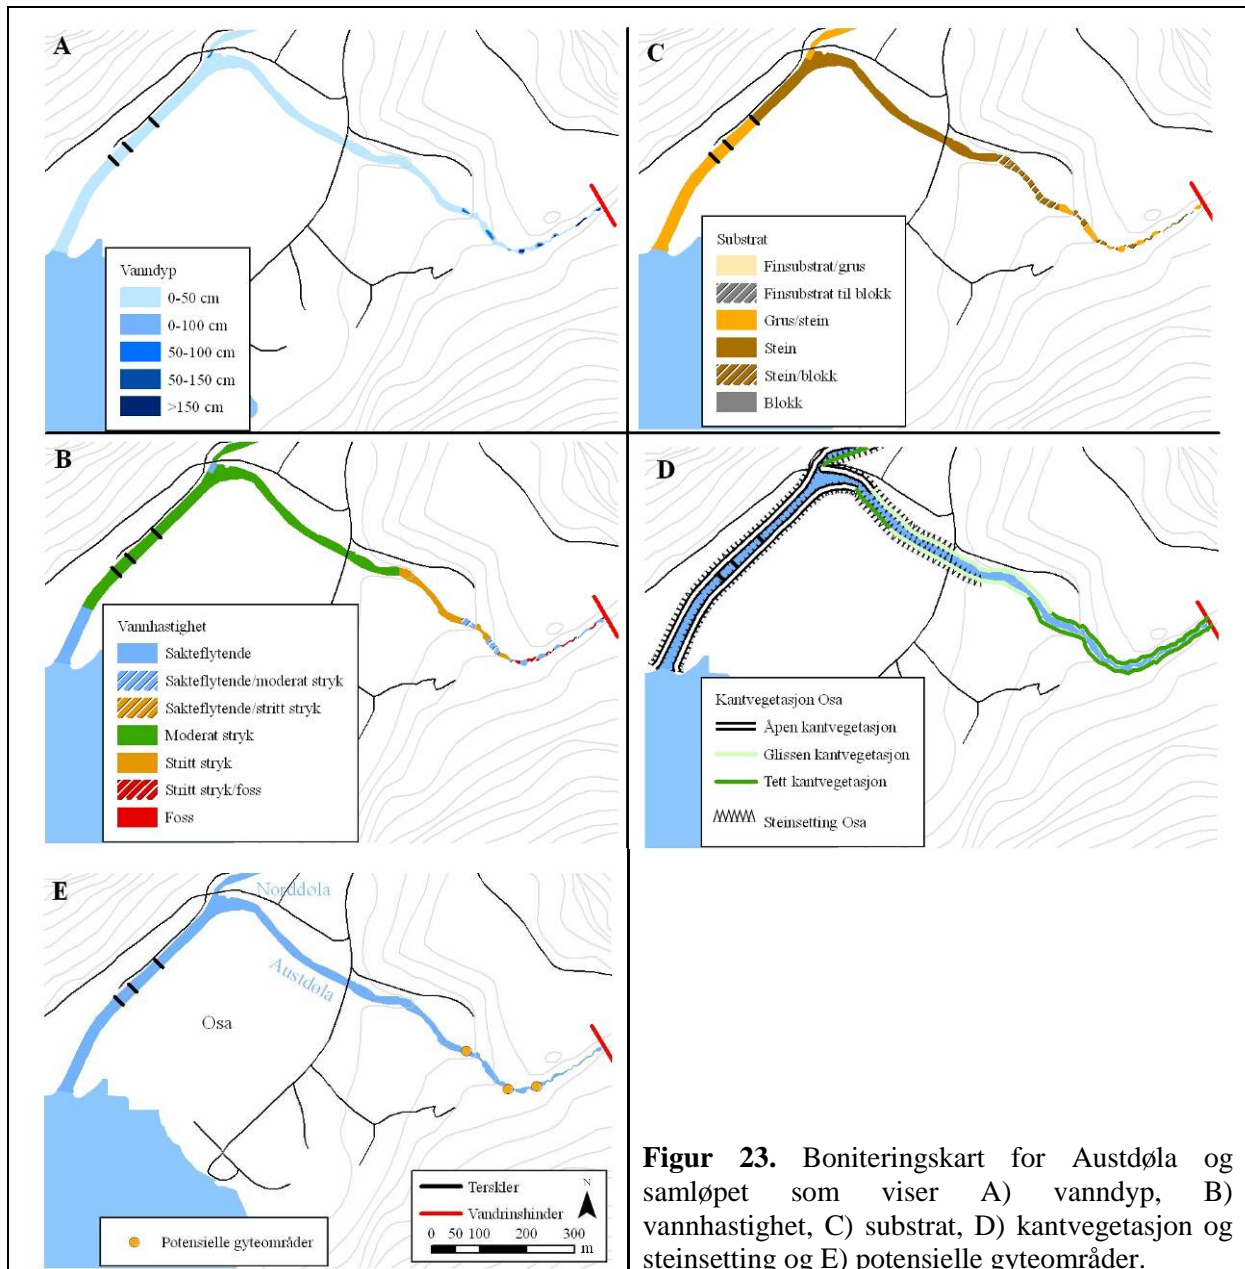 A
Vanndyp
0-50 cm
0-100 cm
50-100 cm
50-150 cm
>150 cm
C
Substrat
Finsubstrat/grus
Finsubstrat til blokk
Grus/stein
Stein
Stein/blokk
Blokk
B
Vannhastighet
Sakteflytende
Sakteflytende/moderat stryk
Sakteflytende/stritt stryk
Moderat stryk
Stritt stryk
Stritt stryk/foss
Foss
D
Kantvegetasjon Osa
Åpen kantvegetasjon
Glissen kantvegetasjon
Tett kantvegetasjon
Steinsetting Osa
E
Norddøla
Austdøla
Osa
Potensielle gyteområder
Terskler
Vandrinshinder
N
0 50 100 200 300
m
Figur 23. Boniteringskart for Austdøla og
samløpet som viser A) vanndyp, B)
vannhastighet, C) substrat, D) kantvegetasjon og
steinsetting og E) potensielle gyteområder.